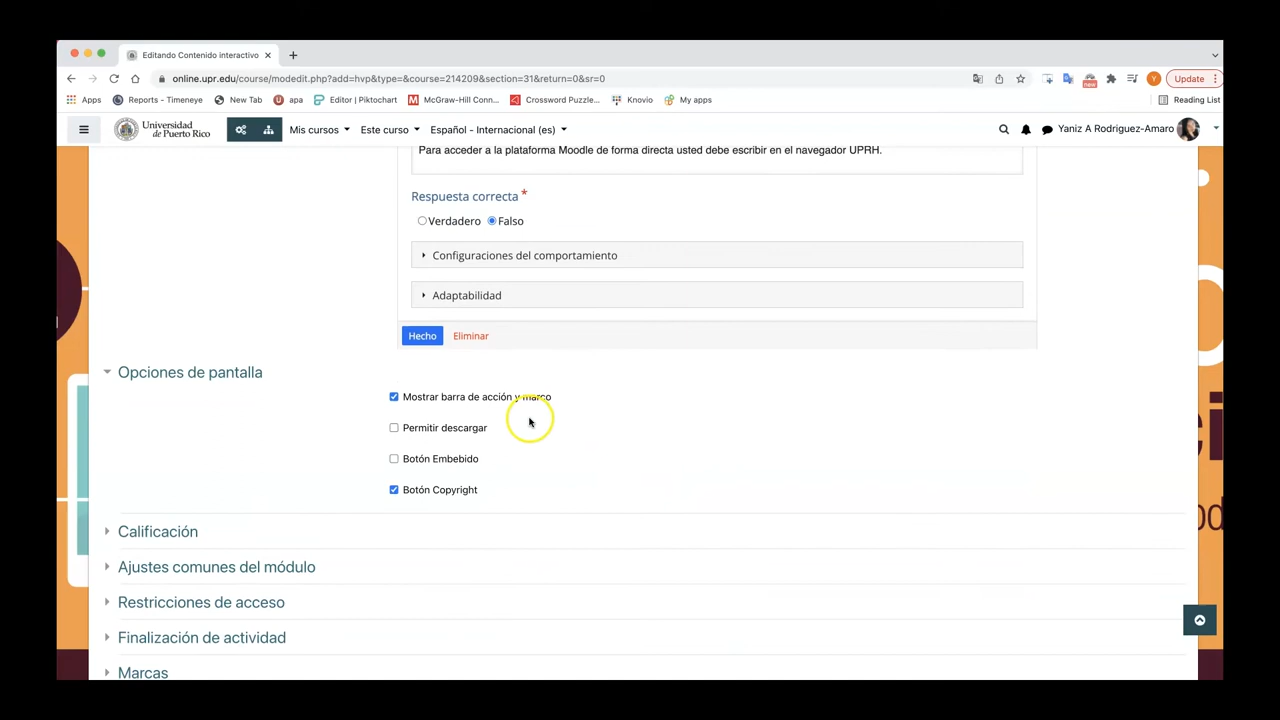 Editando Contenido interactivo
online.upr.edu/course/modedit.php?add=hvp&type=&course=214209&section=31&return=0&sr=0
new
Y
Update
Apps
Reports - Timeneye
New Tab
apa
Editor | Piktochart
McGraw-Hill Conn...
Crossword Puzzle...
Knovio
My apps
Reading List
Universidad
de Puerto Rico
Mis cursos
Este curso
Español - Internacional (es)
Yaniz A Rodriguez-Amaro
Para acceder a la plataforma Moodle de forma directa usted debe escribir en el navegador UPRH.
Respuesta correcta *
Verdadero
Falso
Configuraciones del comportamiento
Adaptabilidad
Hecho
Eliminar
Opciones de pantalla
Mostrar barra de acción y marco
Permitir descargar
Botón Embebido
Botón Copyright
Calificación
Ajustes comunes del módulo
Restricciones de acceso
Finalización de actividad
Marcas